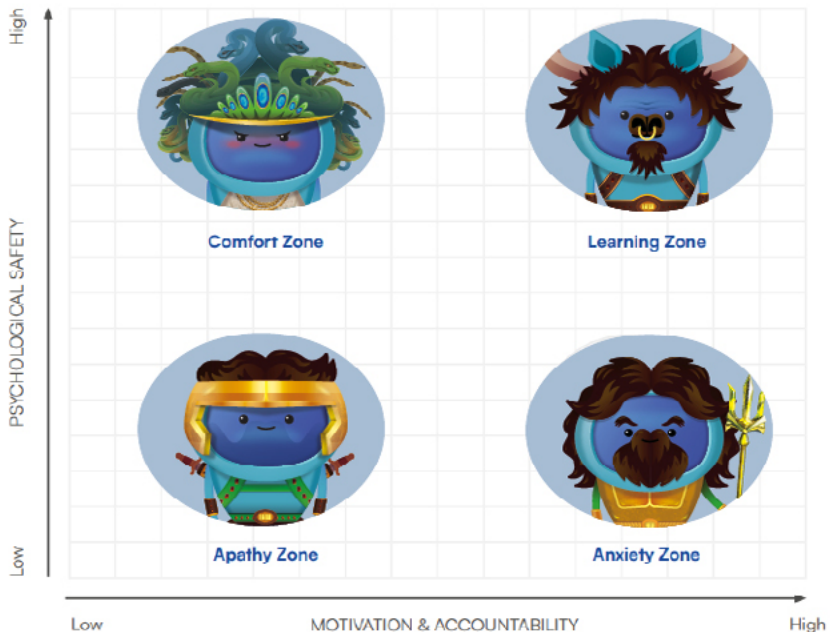 High
PSYCHOLOGICAL SAFETY
Low
Comfort Zone
Learning Zone
Apathy Zone
Anxiety Zone
Low
MOTIVATION & ACCOUNTABILITY
High